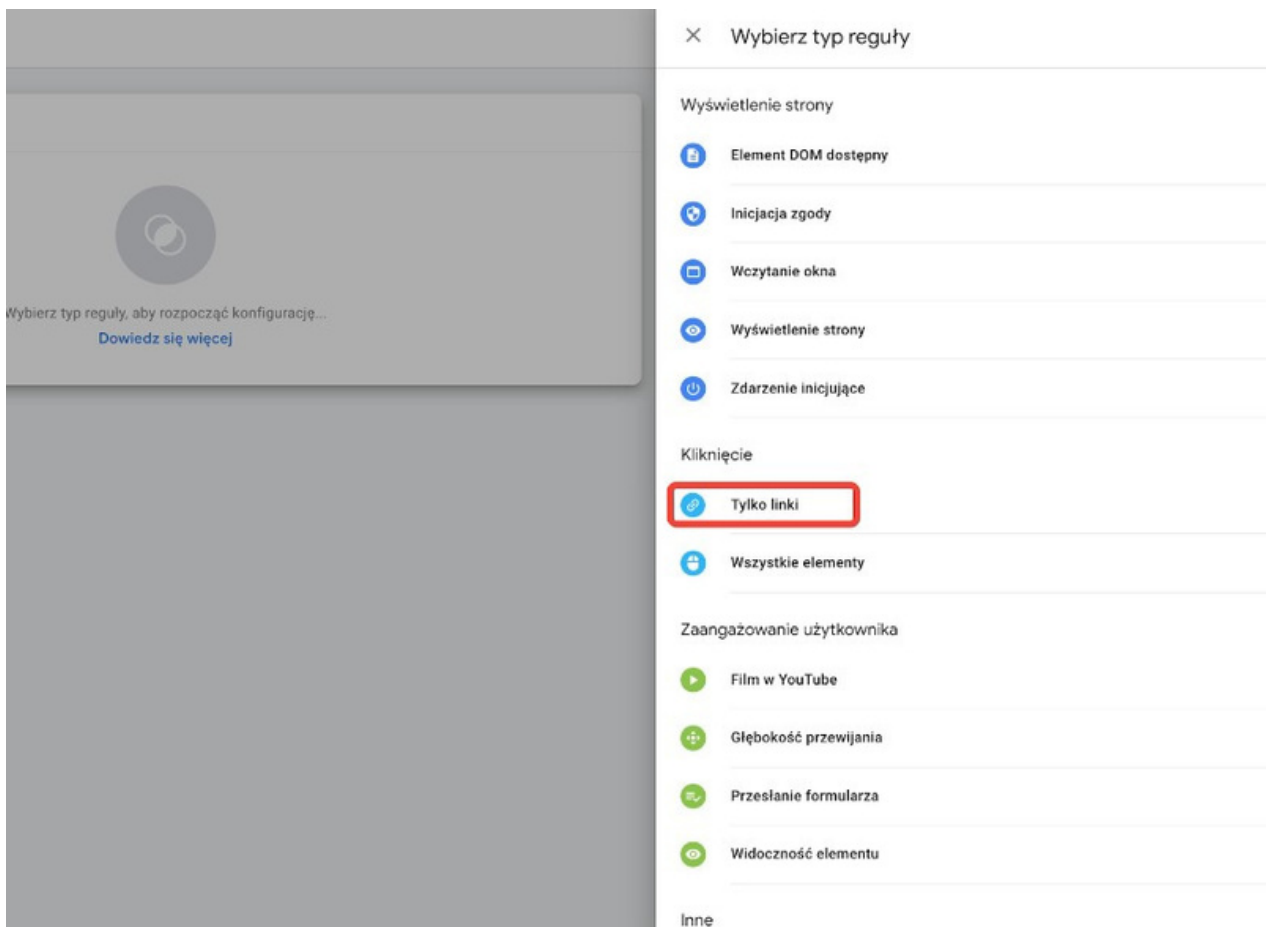 Wybierz typ reguły
Wyświetlenie strony
Element DOM dostępny
Inicjacja zgody
Wczytanie okna
Wyświetlenie strony
Zdarzenie inicjujące
Kliknięcie
Tylko linki
Wszystkie elementy
Zaangażowanie użytkownika
Film w YouTube
Głębokość przewijania
Przesłanie formularza
Widoczność elementu
Inne
Wybierz typ reguły, aby rozpocząć konfigurację...
Dowiedz się więcej